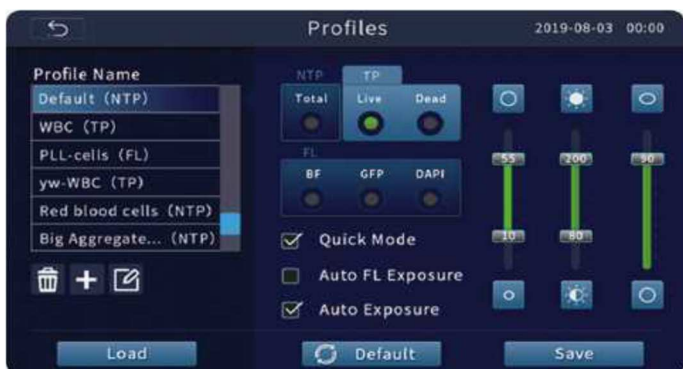 Profiles
2019-08-03 00:00
Profile Name
Default (NTP)
WBC (TP)
PLL-cells (FL)
yw-WBC (TP)
Red blood cells (NTP)
Big Aggregate... (NTP)
NTP
TP
Total
Live
Dead
FL
BF
GFP
DAPI
Quick Mode
Auto FL Exposure
Auto Exposure
55
200
90
10
80
Load
Default
Save